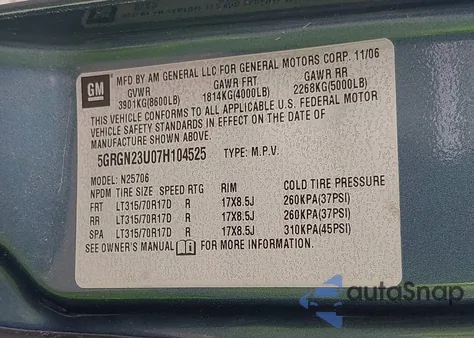 MFD BY AM GENERAL LLC FOR GENERAL MOTORS CORP. 11/06
GM
GVWR GAWR FRT GAWR RR
3901KG(8600LB) 1814KG(4000LB) 2268KG(5000LB)
THIS VEHICLE CONFORMS TO ALL APPLICABLE U.S. FEDERAL MOTOR
VEHICLE SAFETY STANDARDS IN EFFECT ON THE DATE OF
MANUFACTURE SHOWN ABOVE.
5GRGN23U07H104525 TYPE: M.P.V.
MODEL: N25706
NPDM TIRE SIZE SPEED RTG RIM COLD TIRE PRESSURE
FRT LT315/70R17D R 17X8.5J 260KPA(37PSI)
RR LT315/70R17D R 17X8.5J 260KPA(37PSI)
SPA LT315/70R17D R 17X8.5J 310KPA(45PSI)
SEE OWNER'S MANUAL FOR MORE INFORMATION.
autoSnap